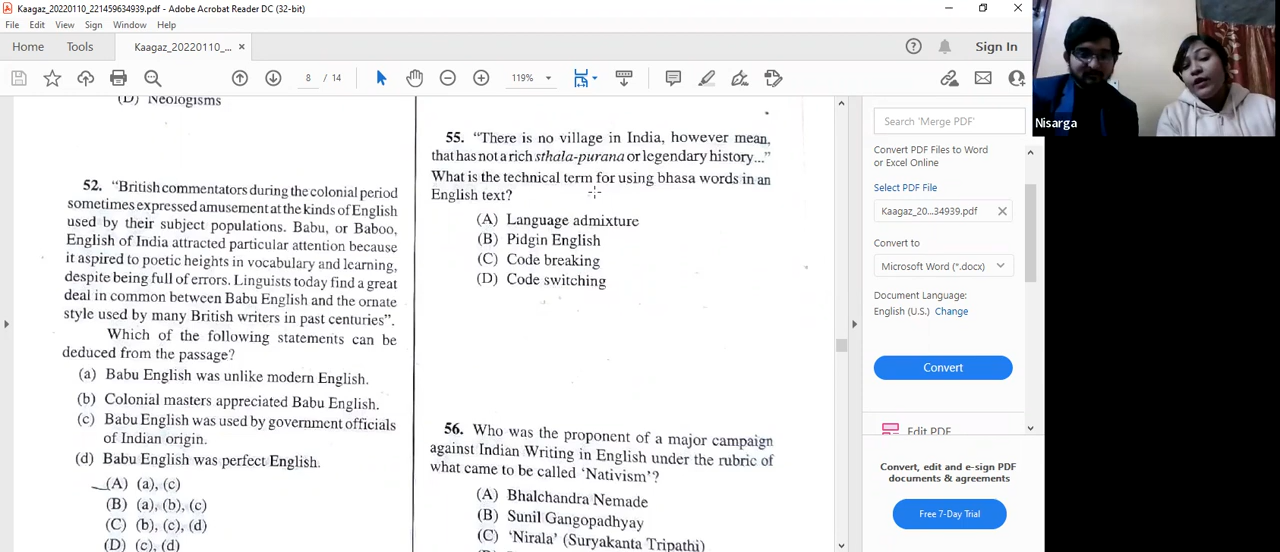 Kaagaz_20220110_221459634939.pdf - Adobe Acrobat Reader DC (32-bit)
File Edit View Sign Window Help
Home Tools Kaagaz_20220110_... × Sign In
8 / 14 119%
(D) Neologisms
52. "British commentators during the colonial period
sometimes expressed amusement at the kinds of English
used by their subject populations. Babu, or Baboo,
English of India attracted particular attention because
it aspired to poetic heights in vocabulary and learning,
despite being full of errors. Linguists today find a great
deal in common between Babu English and the ornate
style used by many British writers in past centuries".
Which of the following statements can be
deduced from the passage?
(a) Babu English was unlike modern English.
(b) Colonial masters appreciated Babu English.
(c) Babu English was used by government officials
of Indian origin.
(d) Babu English was perfect English.
(A) (a), (c)
(B) (a), (b), (c)
(C) (b), (c), (d)
(D) (c), (d)
55. "There is no village in India, however mean,
that has not a rich sthala-purana or legendary history..."
What is the technical term for using bhasa words in an
English text?
(A) Language admixture
(B) Pidgin English
(C) Code breaking
(D) Code switching
56. Who was the proponent of a major campaign
against Indian Writing in English under the rubric of
what came to be called 'Nativism'?
(A) Bhalchandra Nemade
(B) Sunil Gangopadhyay
(C) 'Nirala' (Suryakanta Tripathi)
Search 'Merge PDF'
Convert PDF Files to Word
or Excel Online
Select PDF File
Kaagaz_20...34939.pdf
Convert to
Microsoft Word (*.docx)
Document Language:
English (U.S.) Change
Convert
Edit PDF
Convert, edit and e-sign PDF
documents & agreements
Free 7-Day Trial
Nisarga